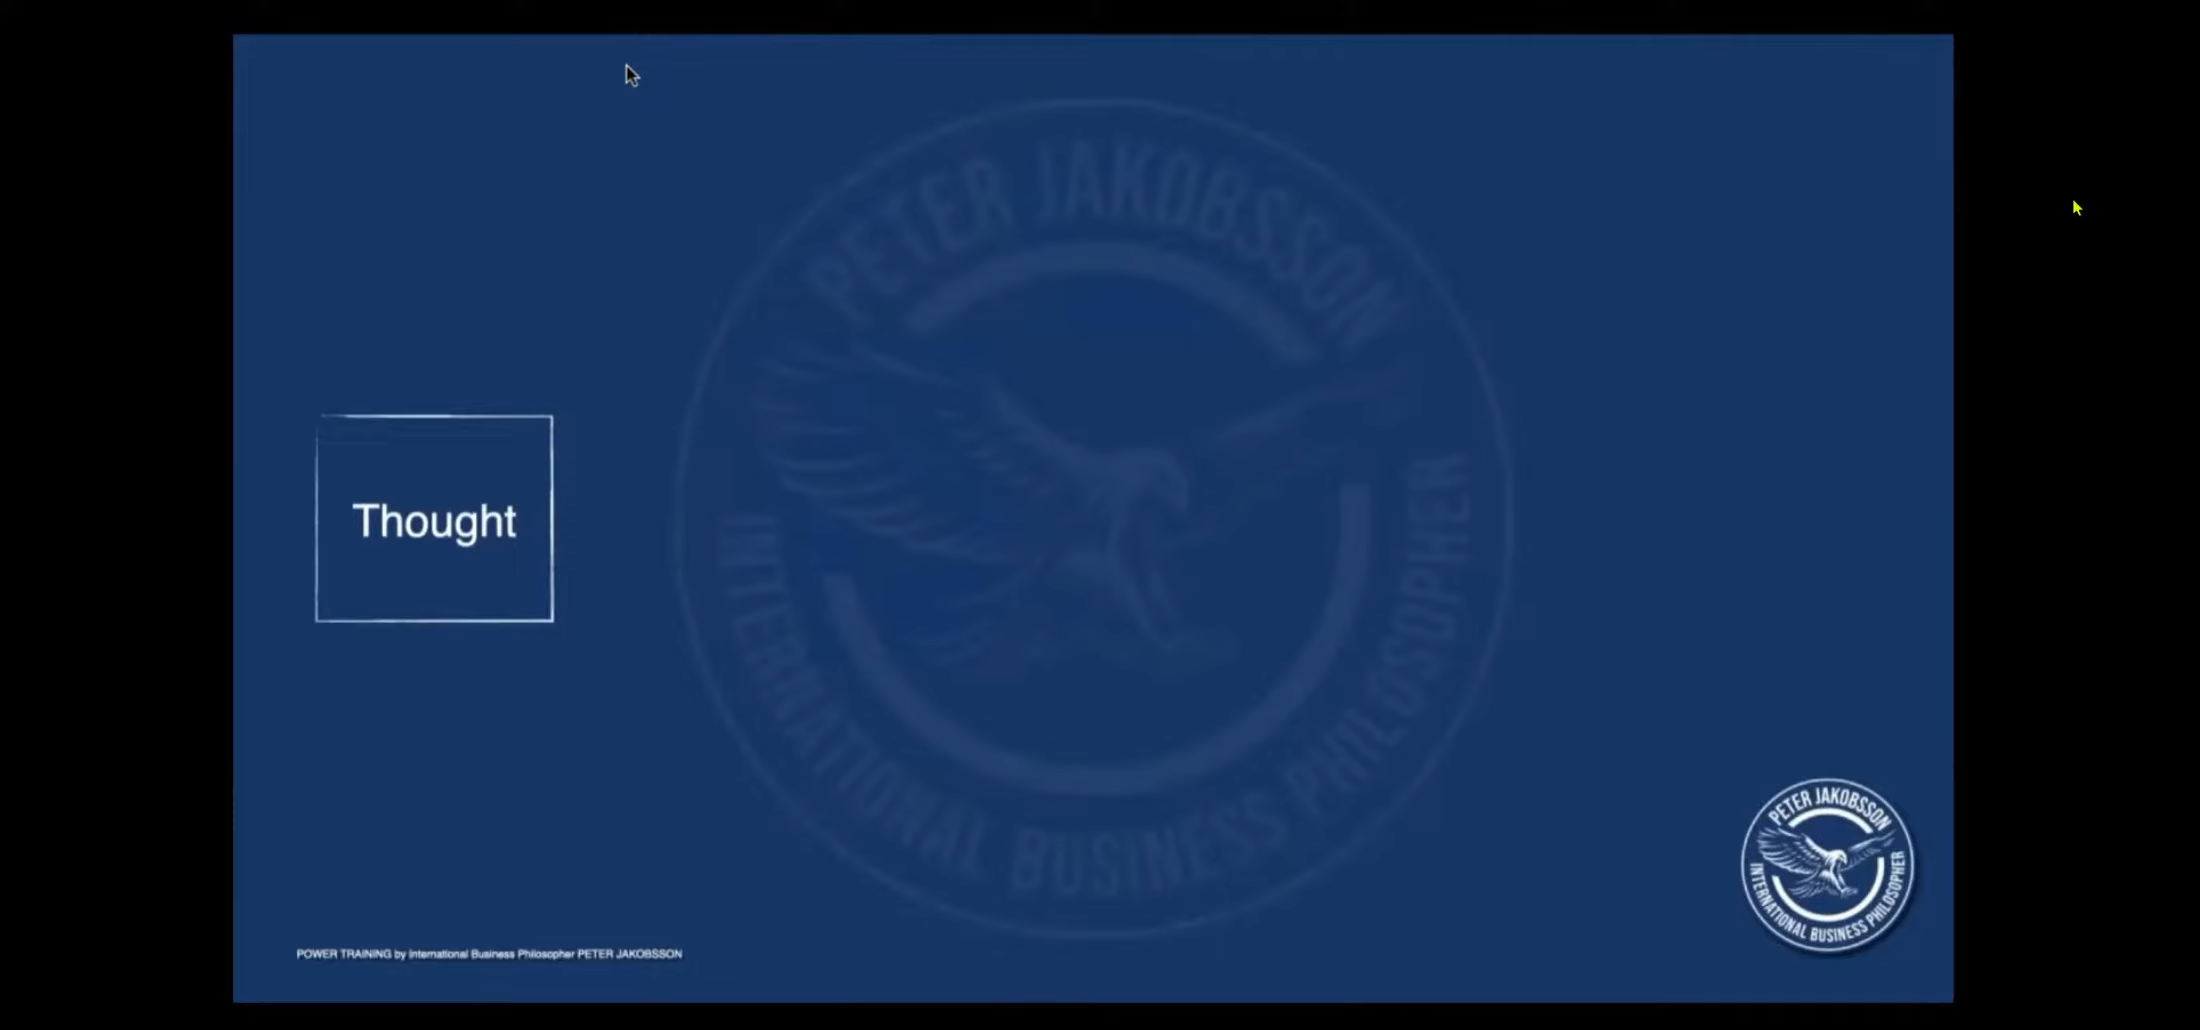 PETER JAKOBSSON
INTERNATIONAL BUSINESS PHILOSOPHER
Thought
PETER JAKOBSSON
INTERNATIONAL BUSINESS PHILOSOPHER
POWER TRAINING by International Business Philosopher PETER JAKOBSSON